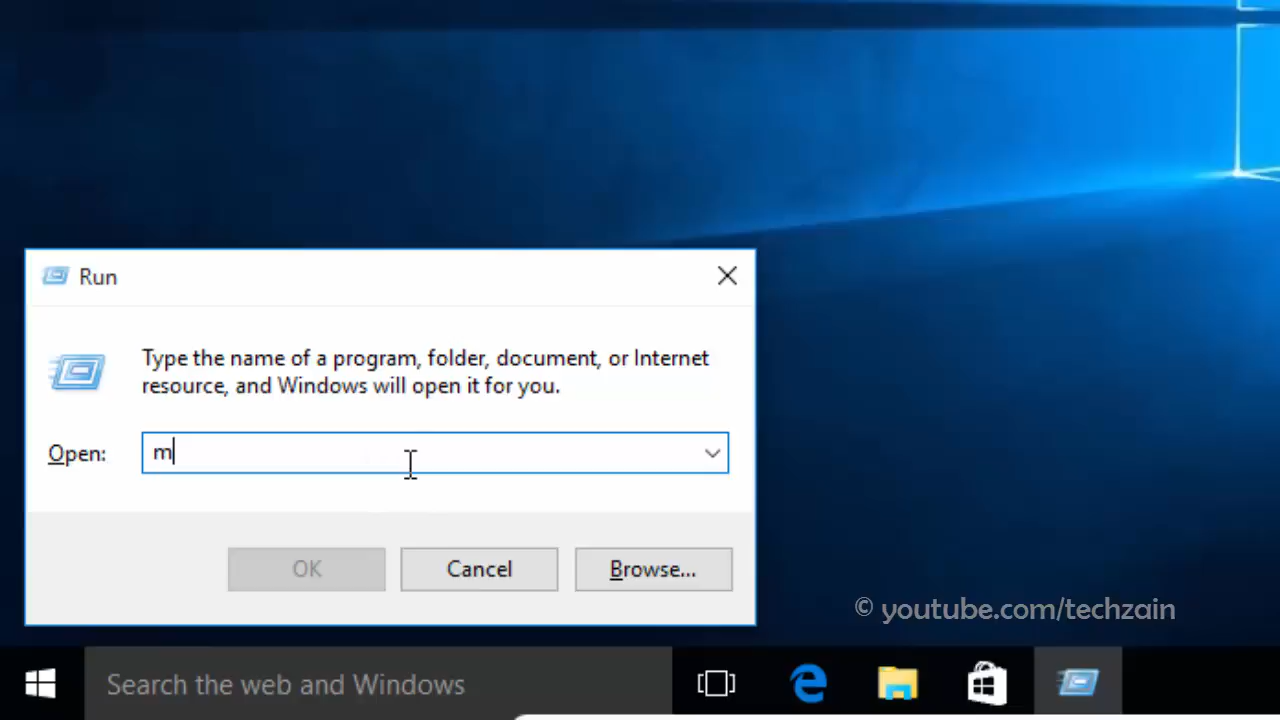 Run
Type the name of a program, folder, document, or Internet
resource, and Windows will open it for you.
Open: m
OK Cancel Browse...
© youtube.com/techzain
Search the web and Windows